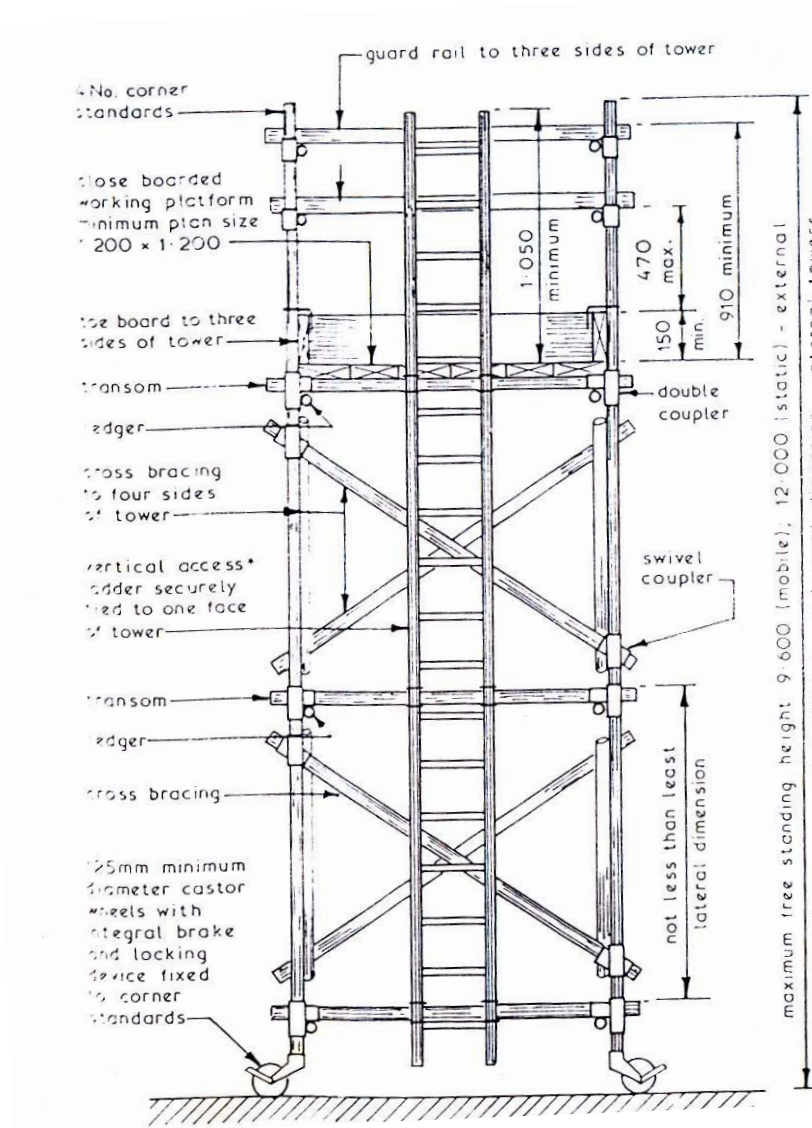 guard rail to three sides of tower
4 No. corner
standards
close boarded
working platform
minimum plan size
1·200 × 1·200
toe board to three
sides of tower
transom
ledger
cross bracing
to four sides
of tower
vertical access*
ladder securely
tied to one face
of tower
transom
ledger
cross bracing
125mm minimum
diameter castor
wheels with
integral brake
and locking
device fixed
to corner
standards
1·050
minimum
470
max.
150
min.
910 minimum
double
coupler
swivel
coupler
not less than least
lateral dimension
maximum free standing height 9·600 (mobile); 12·000 (static) - external